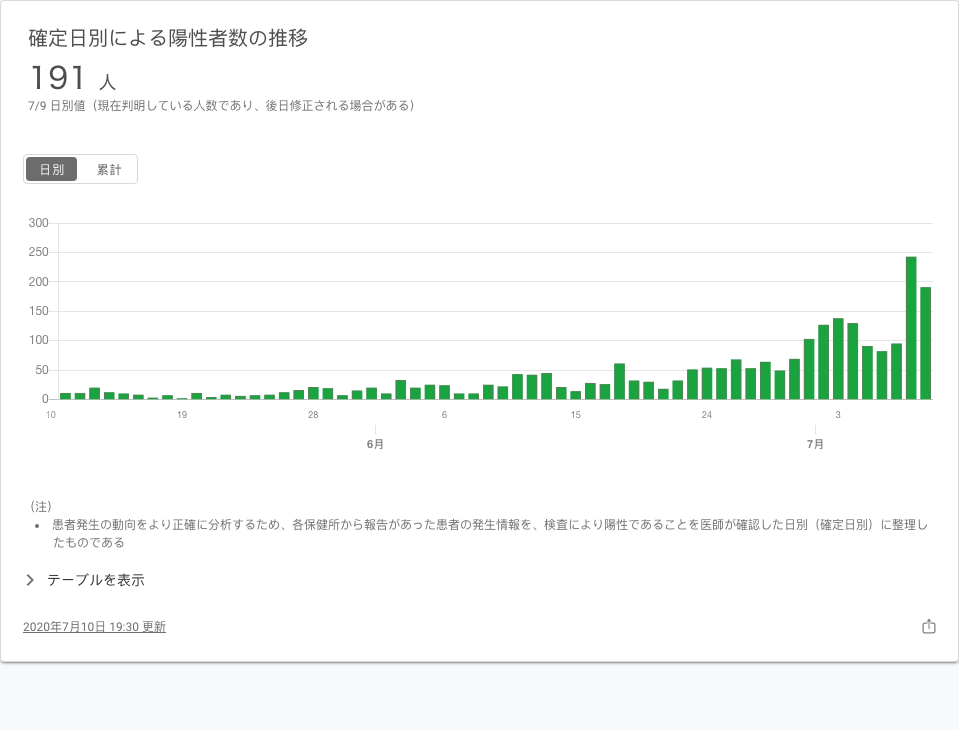 確定日別による陽性者数の推移
191 人
7/9 日別値（現在判明している人数であり、後日修正される場合がある）
日別 累計
300
250
200
150
100
50
0
10 19 28 6 15 24 3
6月 7月
（注）
• 患者発生の動向をより正確に分析するため、各保健所から報告があった患者の発生情報を、検査により陽性であることを医師が確認した日別（確定日別）に整理し
たものである
テーブルを表示
2020年7月10日 19:30 更新